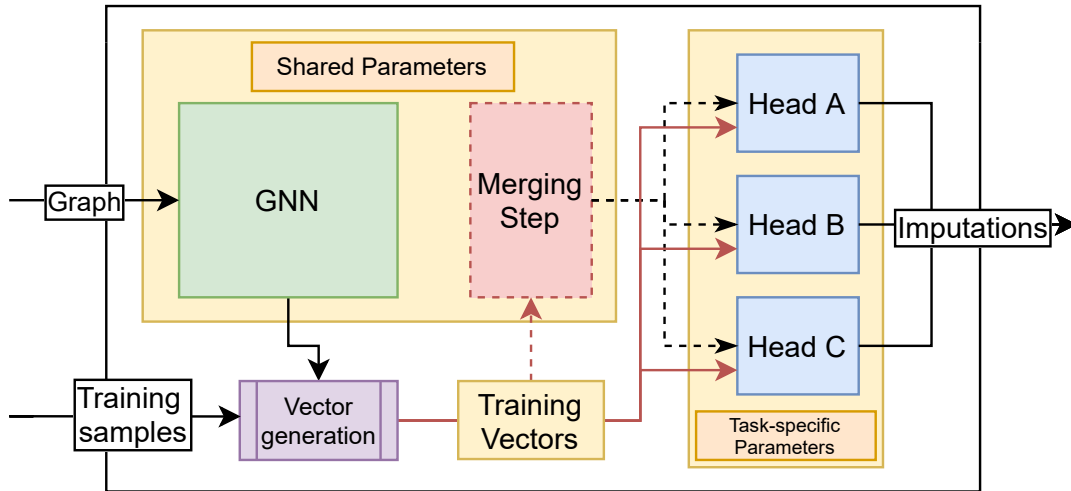 Shared Parameters
Graph
GNN
Merging
Step
Head A
Head B
Head C
Imputations
Training
samples
Vector
generation
Training
Vectors
Task-specific
Parameters